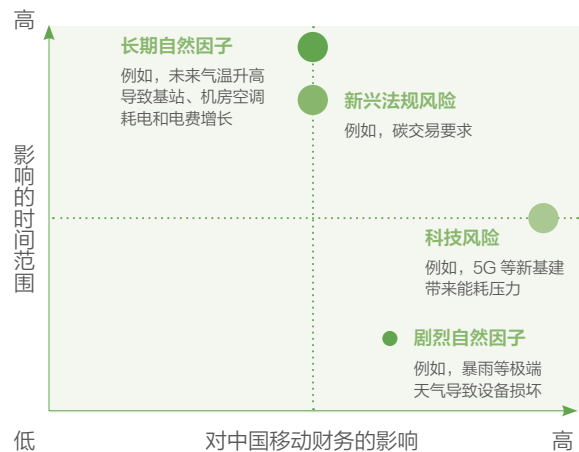 高
长期自然因子
例如，未来气温升高
导致基站、机房空调
耗电和电费增长
新兴法规风险
例如，碳交易要求
影响的时间范围
科技风险
例如，5G 等新基建
带来能耗压力
剧烈自然因子
例如，暴雨等极端
天气导致设备损坏
低
对中国移动财务的影响
高